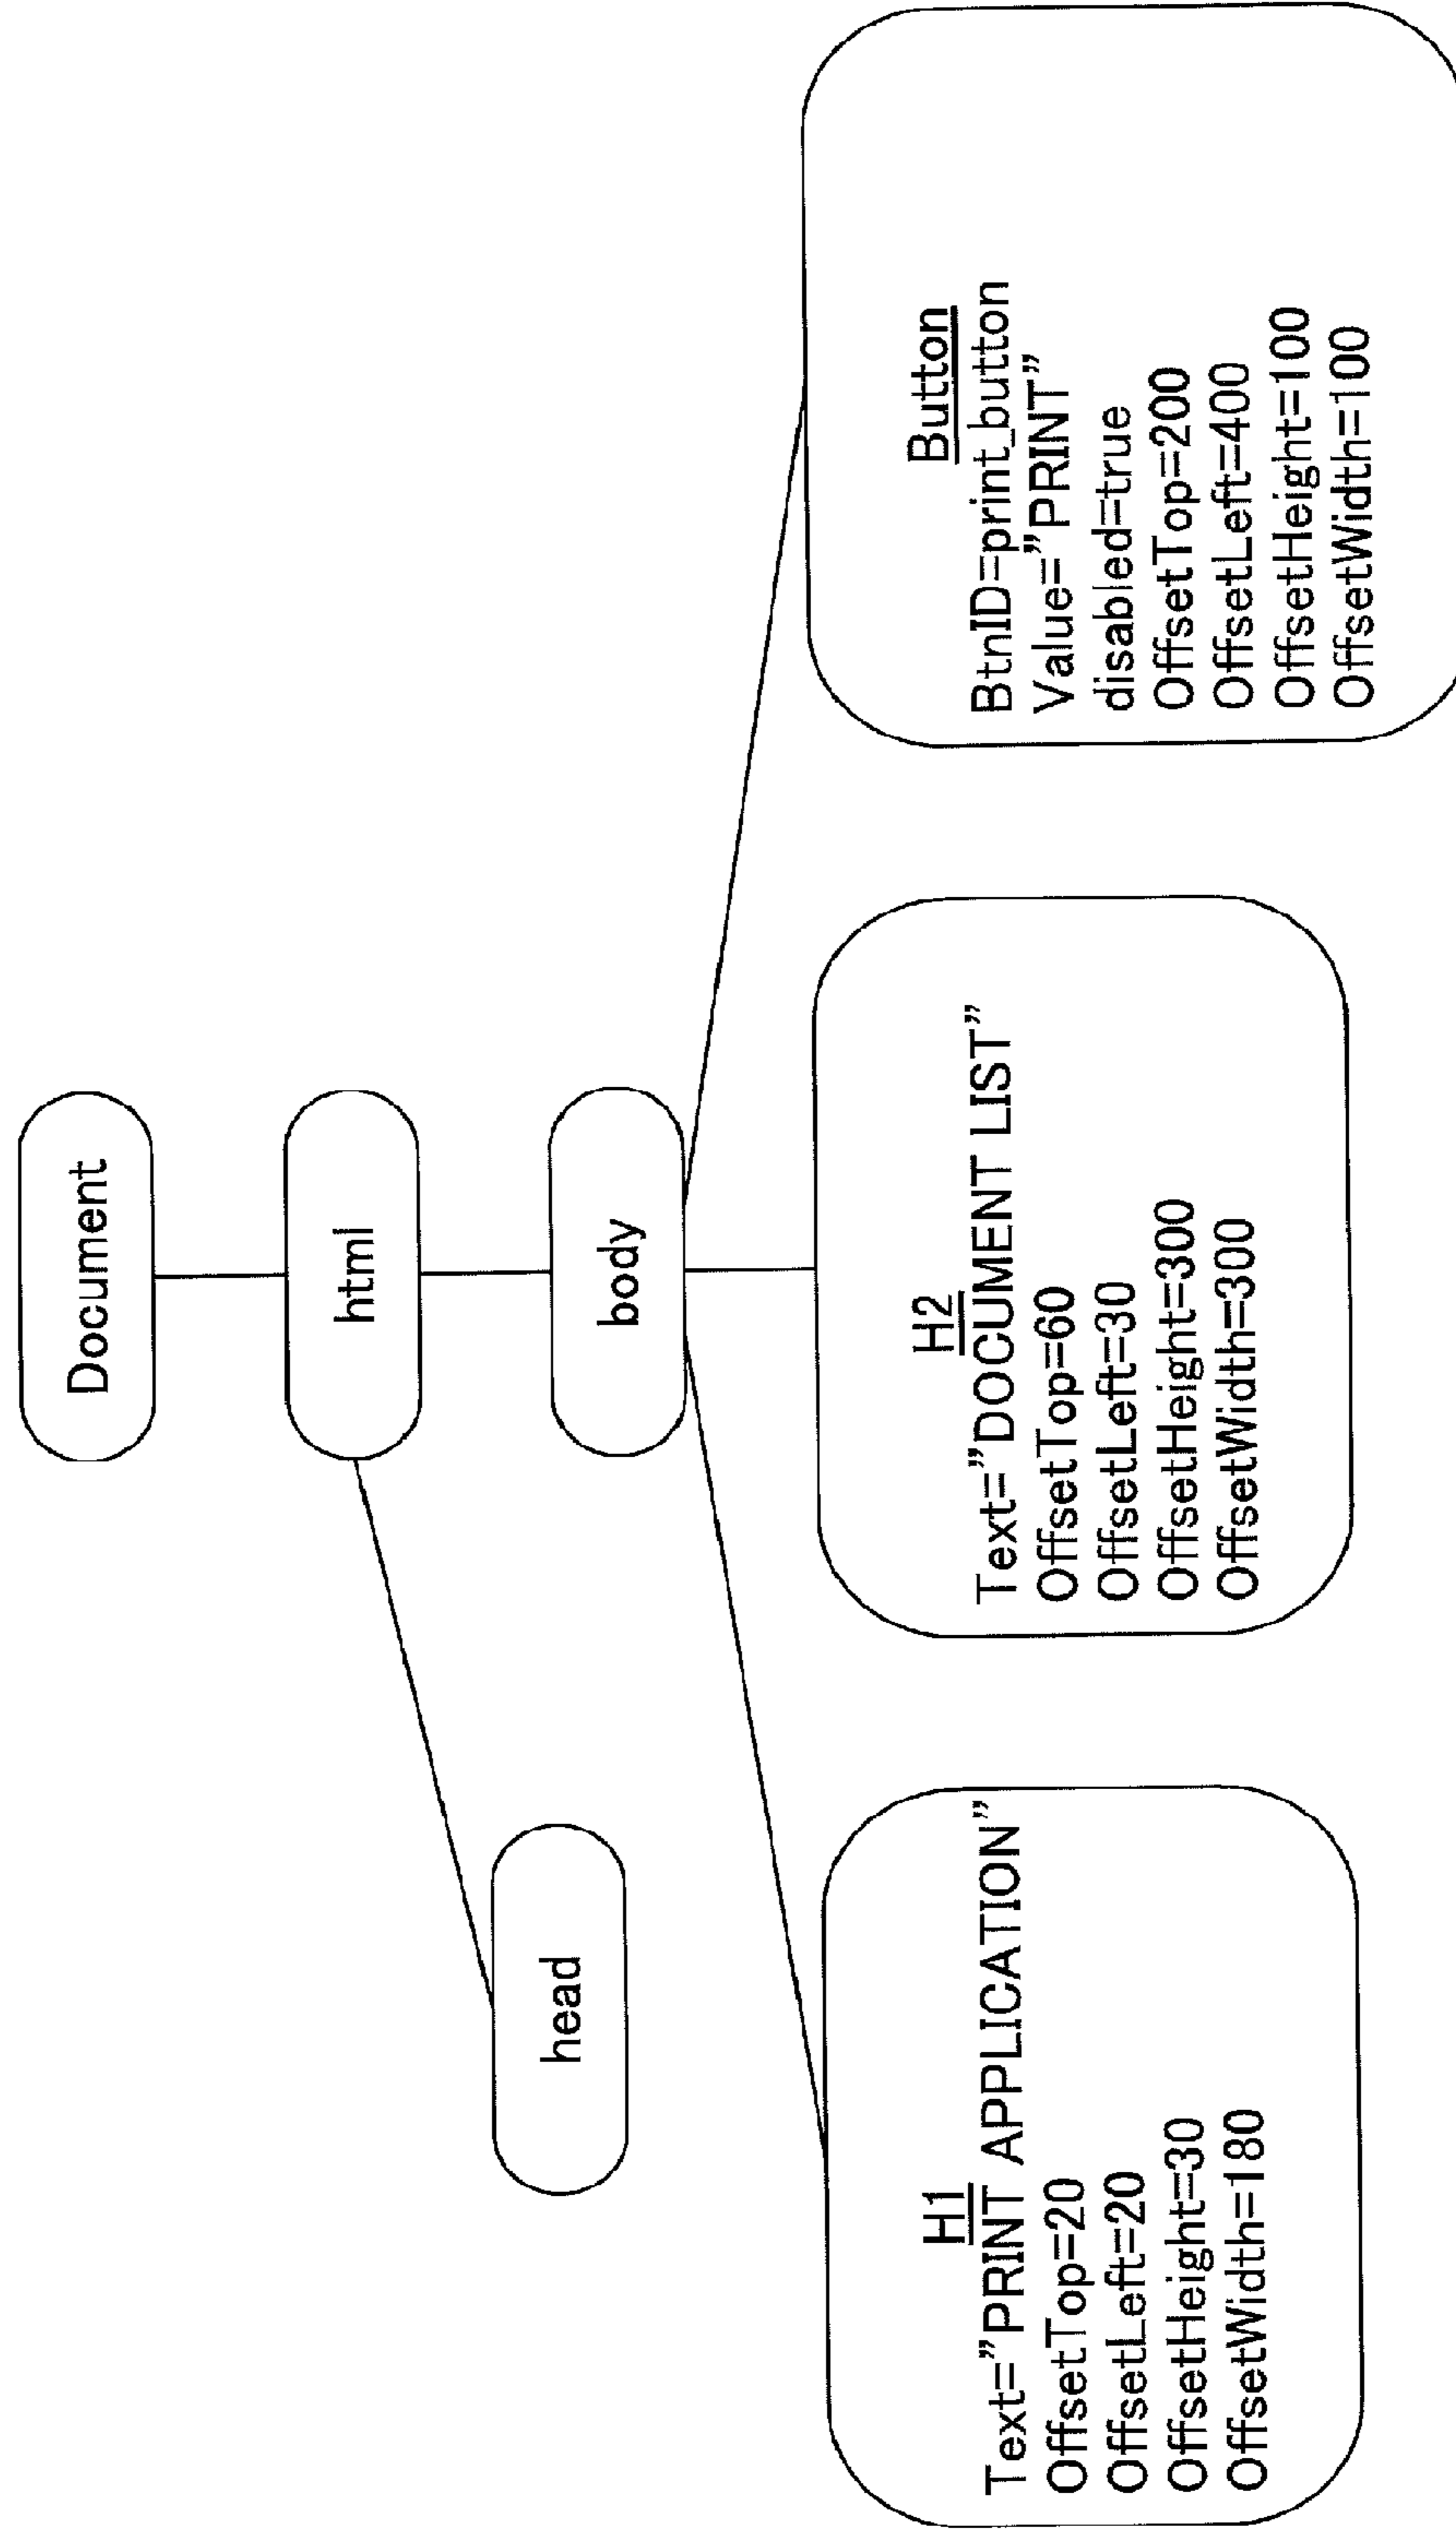 Document
html
head
body
H1
Text=”PRINT APPLICATION”
OffsetTop=20
OffsetLeft=20
OffsetHeight=30
OffsetWidth=180
H2
Text=”DOCUMENT LIST”
OffsetTop=60
OffsetLeft=30
OffsetHeight=300
OffsetWidth=300
Button
BtnID=print_button
Value=”PRINT”
disabled=true
OffsetTop=200
OffsetLeft=400
OffsetHeight=100
OffsetWidth=100